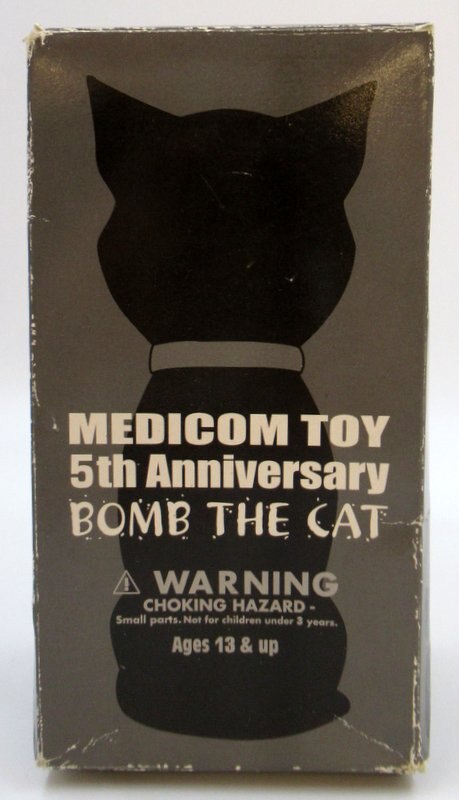 MEDICOM TOY
5th Anniversary
BOMB THE CAT
WARNING
CHOKING HAZARD -
Small parts. Not for children under 3 years.
Ages 13 & up